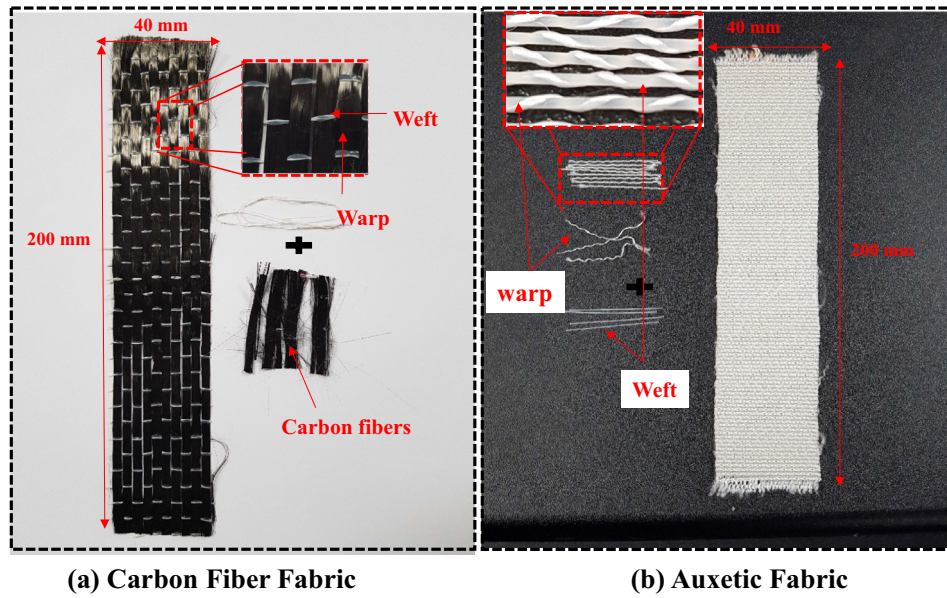 40 mm
Weft
Warp
200 mm
Carbon fibers
40 mm
200 mm
warp
Weft
(a) Carbon Fiber Fabric
(b) Auxetic Fabric